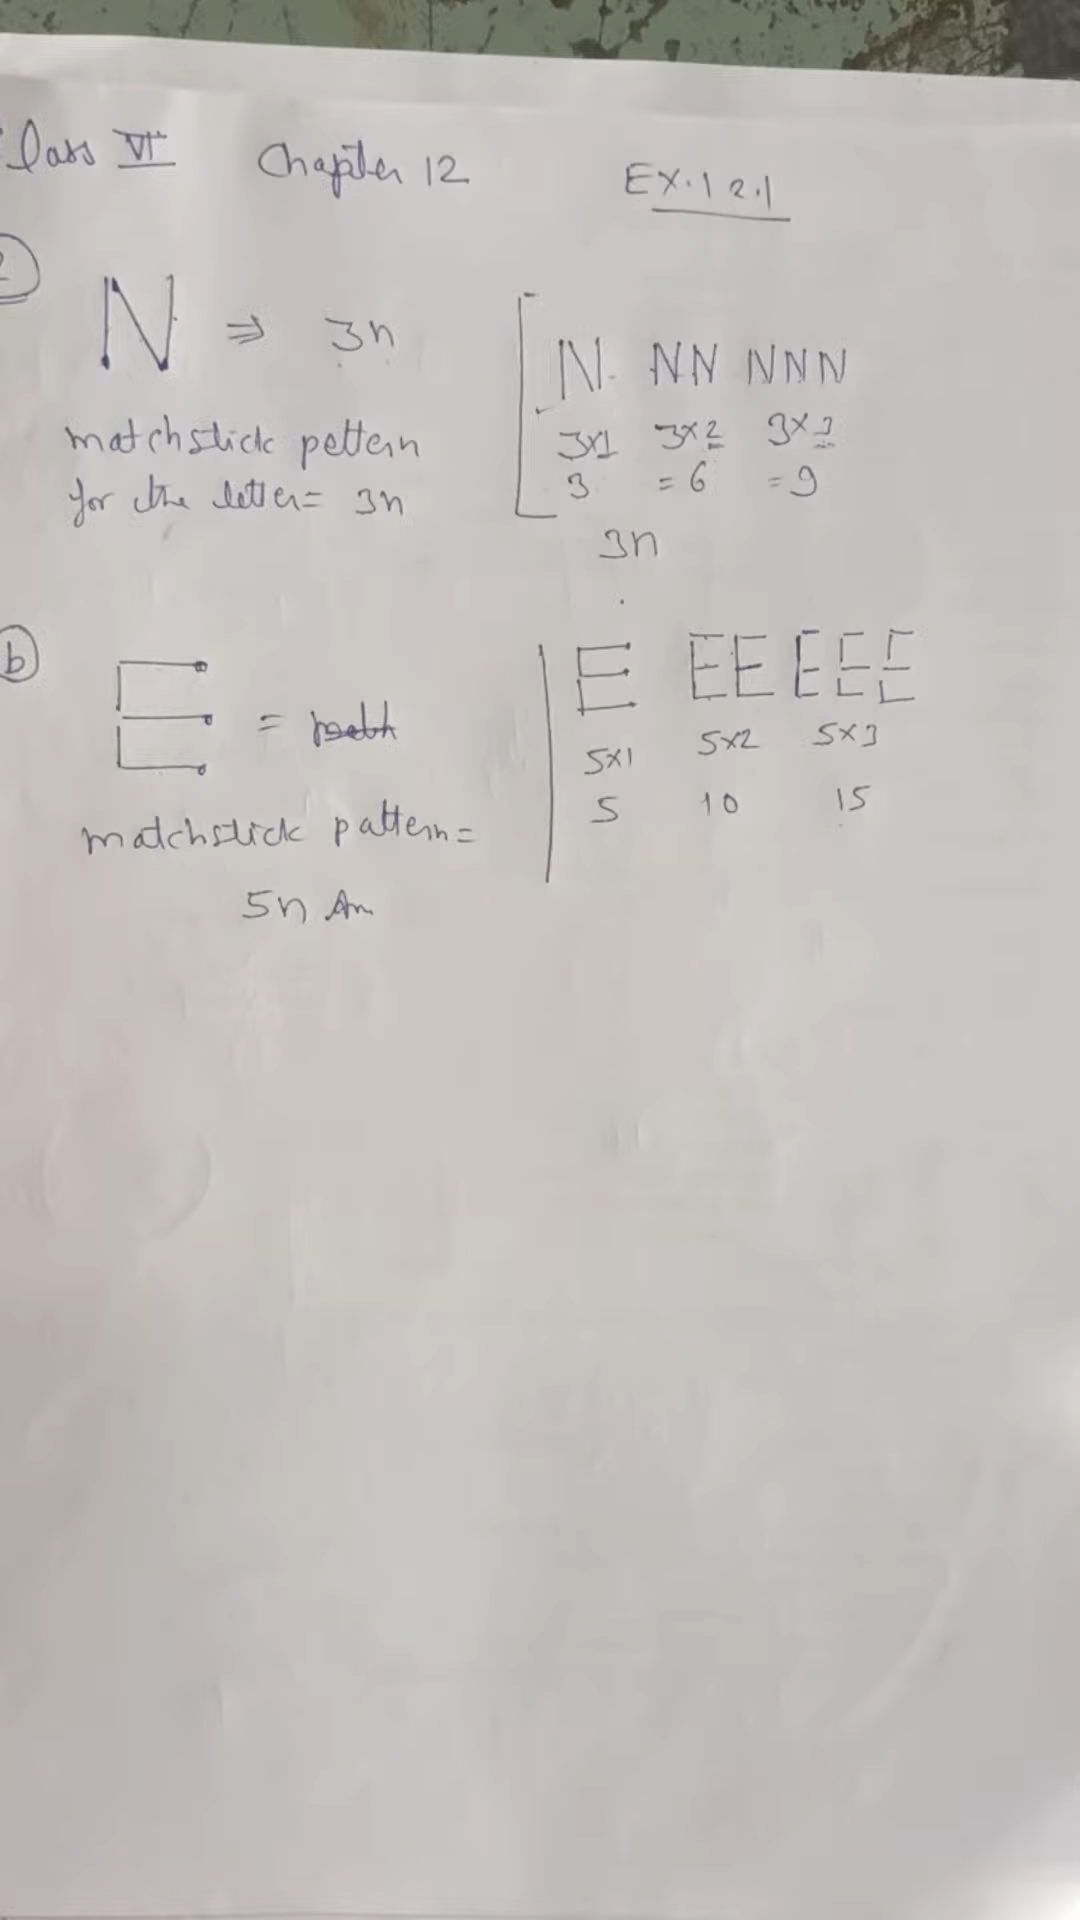 Class VI Chapter 12 Ex. 12.1
N ⇒ 3n
matchstick pettern
for the letter = 3n
N NN NNN
3×1 3×2 3×3
3 = 6 = 9
3n
(b)
E =
matchstick pattern =
5n An
E EE EEE
5×1 5×2 5×3
5 10 15